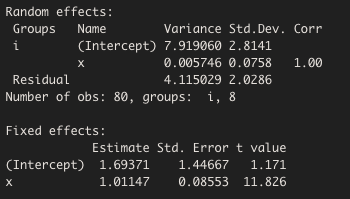 Random effects:
Groups Name Variance Std.Dev. Corr
i (Intercept) 7.919060 2.8141
x 0.005746 0.0758 1.00
Residual 4.115029 2.0286
Number of obs: 80, groups: i, 8
Fixed effects:
Estimate Std. Error t value
(Intercept) 1.69371 1.44667 1.171
x 1.01147 0.08553 11.826